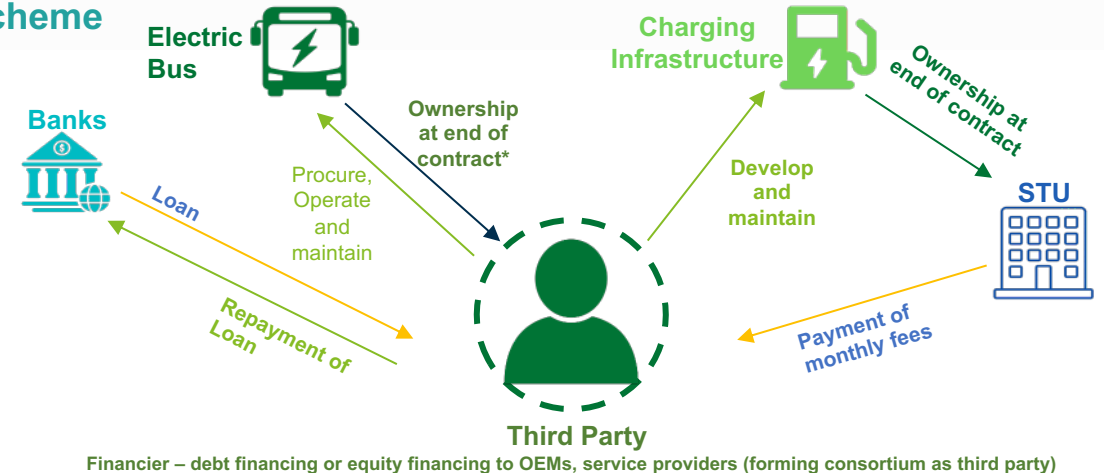 cheme
Electric
Bus
Charging
Infrastructure
Ownership at
end of contract
Banks
$
Ownership
at end of
contract*
Procure,
Operate
and
maintain
Develop
and
maintain
STU
Loan
Repayment of
Loan
Payment of
monthly fees
Third Party
Financier – debt financing or equity financing to OEMs, service providers (forming consortium as third party)